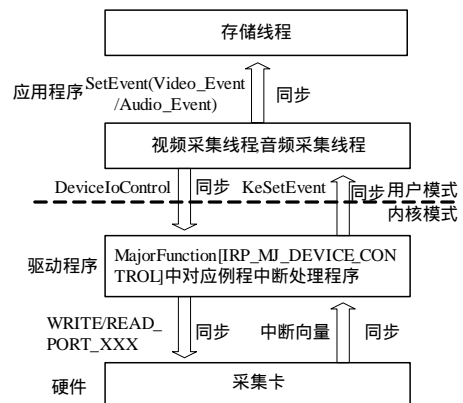 存储线程
应用程序
SetEvent(Video_Event
/Audio_Event)
同步
视频采集线程音频采集线程
DeviceIoControl
同步
KeSetEvent
同步
用户模式
内核模式
驱动程序
MajorFunction[IRP_MJ_DEVICE_CON
TROL]中对应例程中断处理程序
WRITE/READ_
PORT_XXX
同步
中断向量
同步
硬件
采集卡